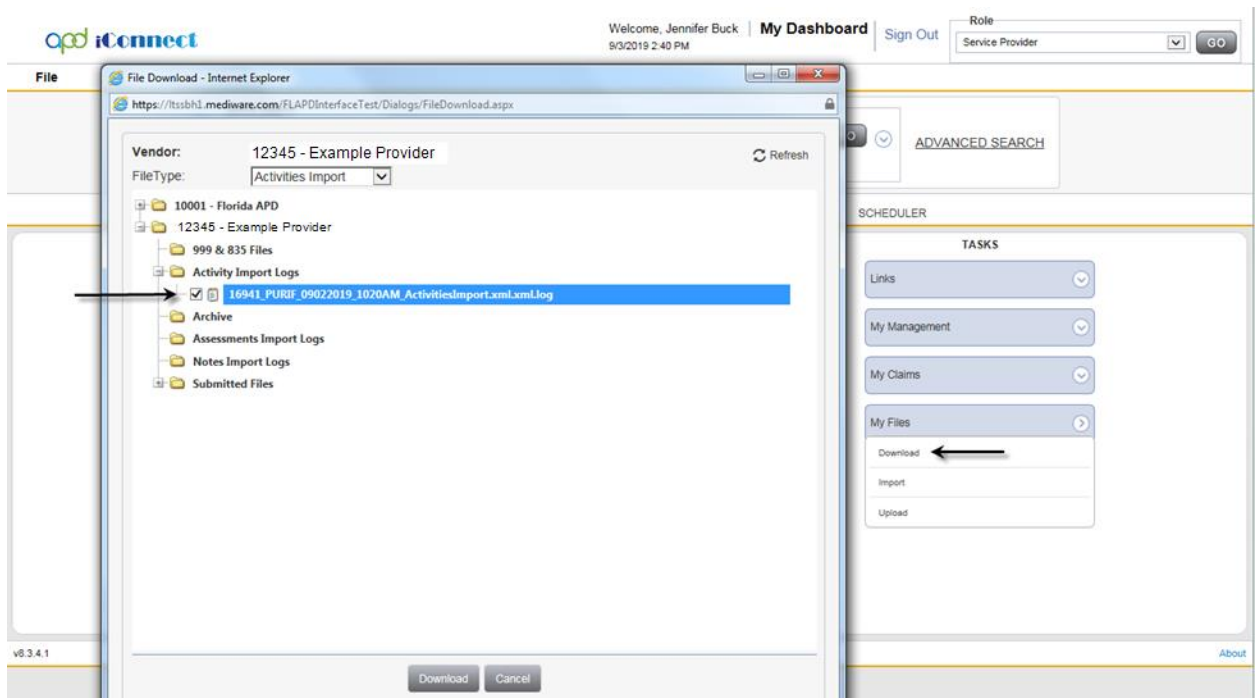 apd iConnect
Welcome, Jennifer Buck | My Dashboard
9/3/2019 2:40 PM
Sign Out
Role
Service Provider
GO
File
File Download - Internet Explorer
https://ltssbh1.mediware.com/FLAPDInterfaceTest/Dialogs/FileDownload.aspx
Vendor: 12345 - Example Provider
Refresh
FileType: Activities Import
10001 - Florida APD
12345 - Example Provider
999 & 835 Files
Activity Import Logs
16941_PURIF_09022019_1020AM_ActivitiesImport.xml.xml.log
Archive
Assessments Import Logs
Notes Import Logs
Submitted Files
Download Cancel
ADVANCED SEARCH
SCHEDULER
TASKS
Links
My Management
My Claims
My Files
Download
Import
Upload
v8.3.4.1
About